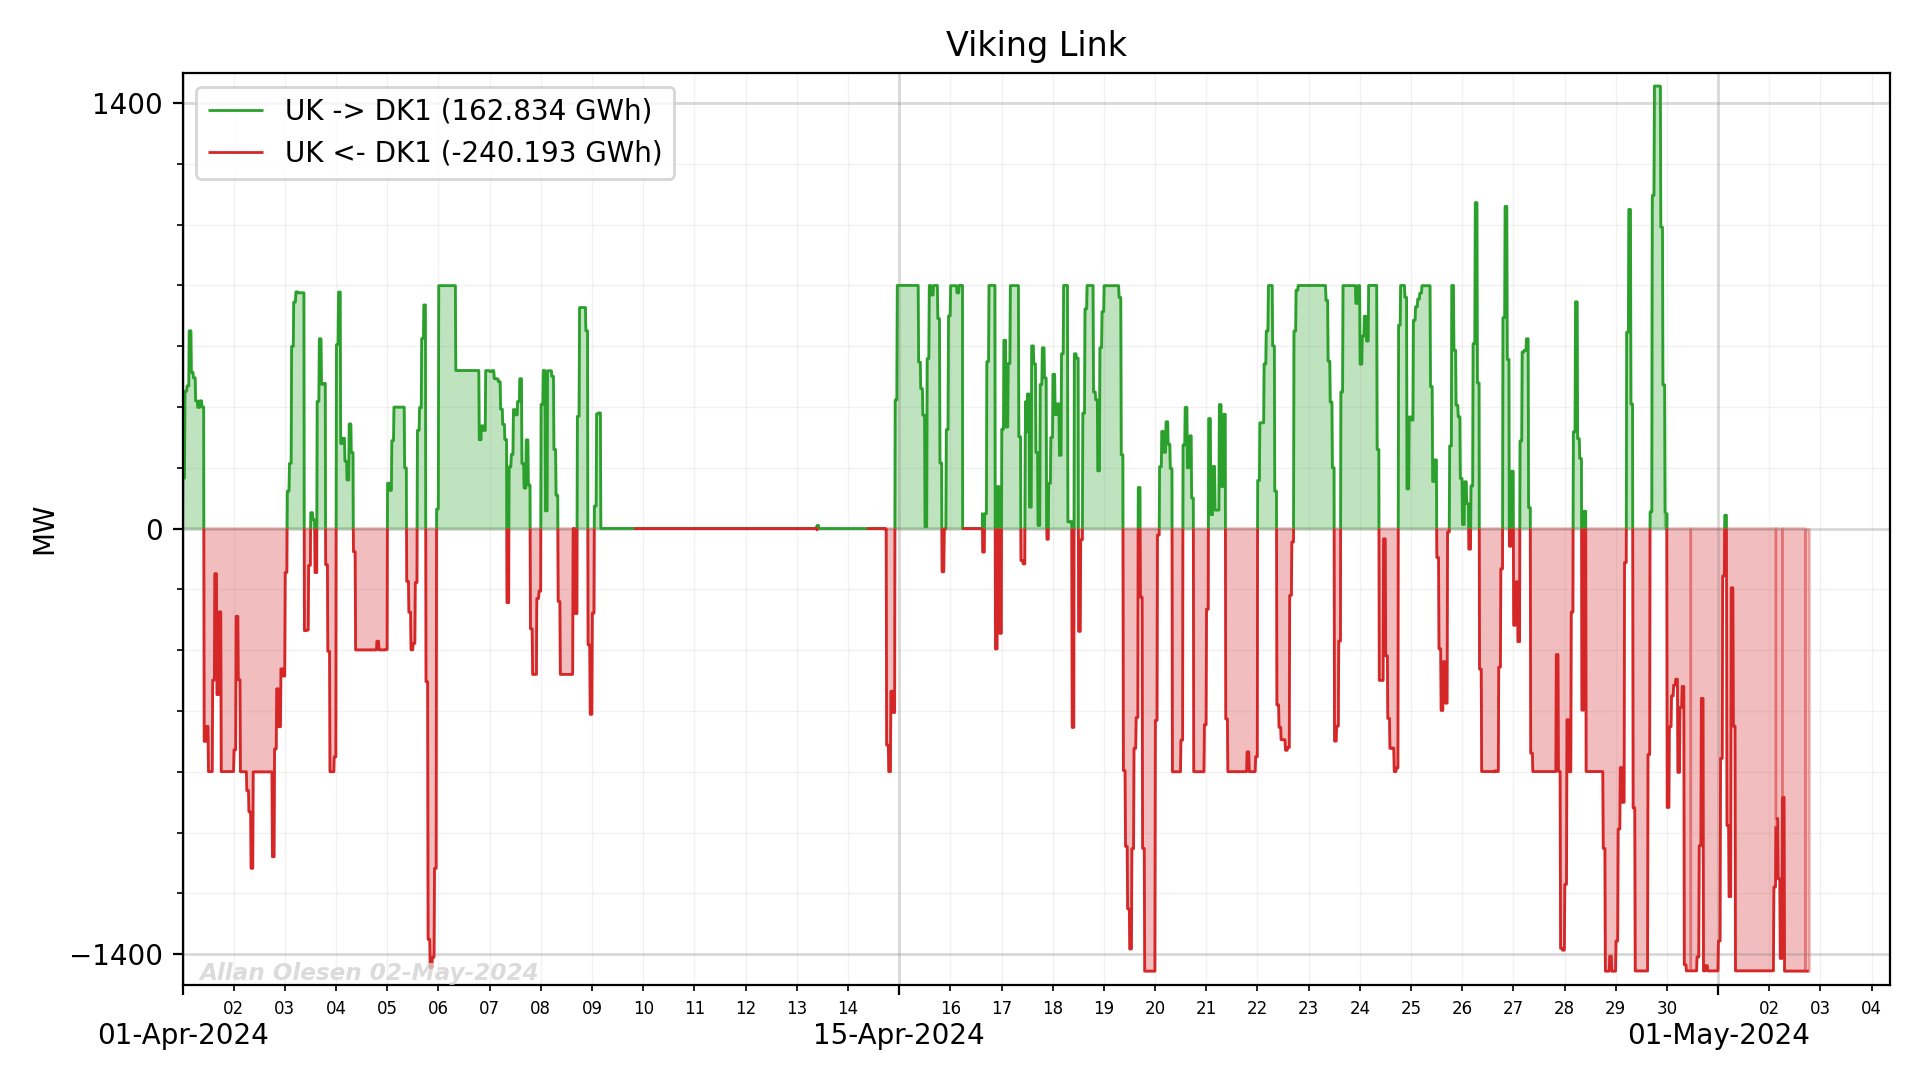 Viking Link
1400
UK -> DK1 (162.834 GWh)
UK <- DK1 (-240.193 GWh)
MW
0
−1400
Allan Olesen 02-May-2024
02 03 04 05 06 07 08 09 10 11 12 13 14 16 17 18 19 20 21 22 23 24 25 26 27 28 29 30 02 03 04
01-Apr-2024 15-Apr-2024 01-May-2024